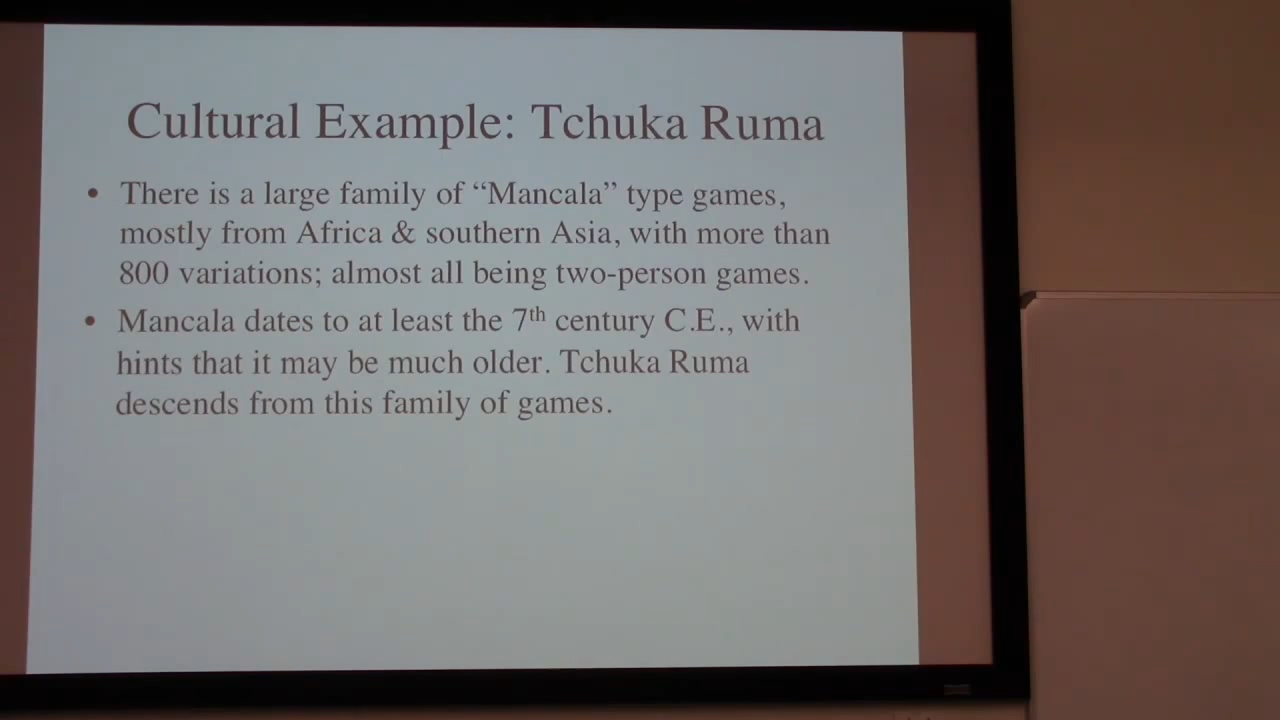 Cultural Example: Tchuka Ruma
• There is a large family of “Mancala” type games,
mostly from Africa & southern Asia, with more than
800 variations; almost all being two-person games.
• Mancala dates to at least the 7th century C.E., with
hints that it may be much older. Tchuka Ruma
descends from this family of games.